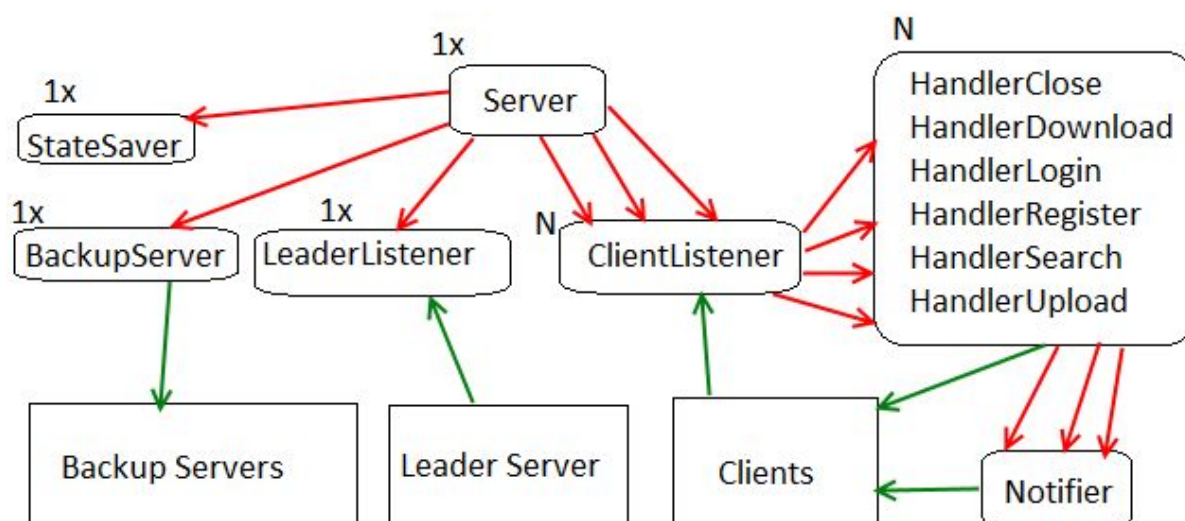 N
1x
HandlerClose
Server
1x
HandlerDownload
StateSaver
HandlerLogin
1x
1x
N
HandlerRegister
BackupServer
LeaderListener
ClientListener
HandlerSearch
HandlerUpload
Backup Servers
Leader Server
Clients
Notifier